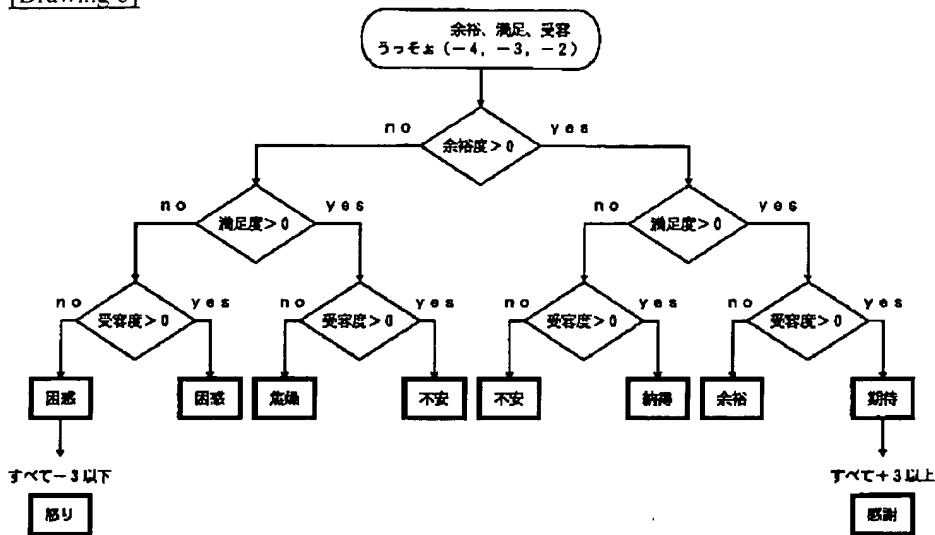 [Drawing 6]
余裕、満足、受容
うっそぉ (-4, -3, -2)
no yes
余裕度>0
no yes no yes
満足度>0 満足度>0
no yes no yes no yes no yes
受容度>0 受容度>0 受容度>0 受容度>0
困惑 困惑 焦燥 不安 不安 納得 余裕 期待
すべて-3以下 すべて+3以上
怒り 感謝